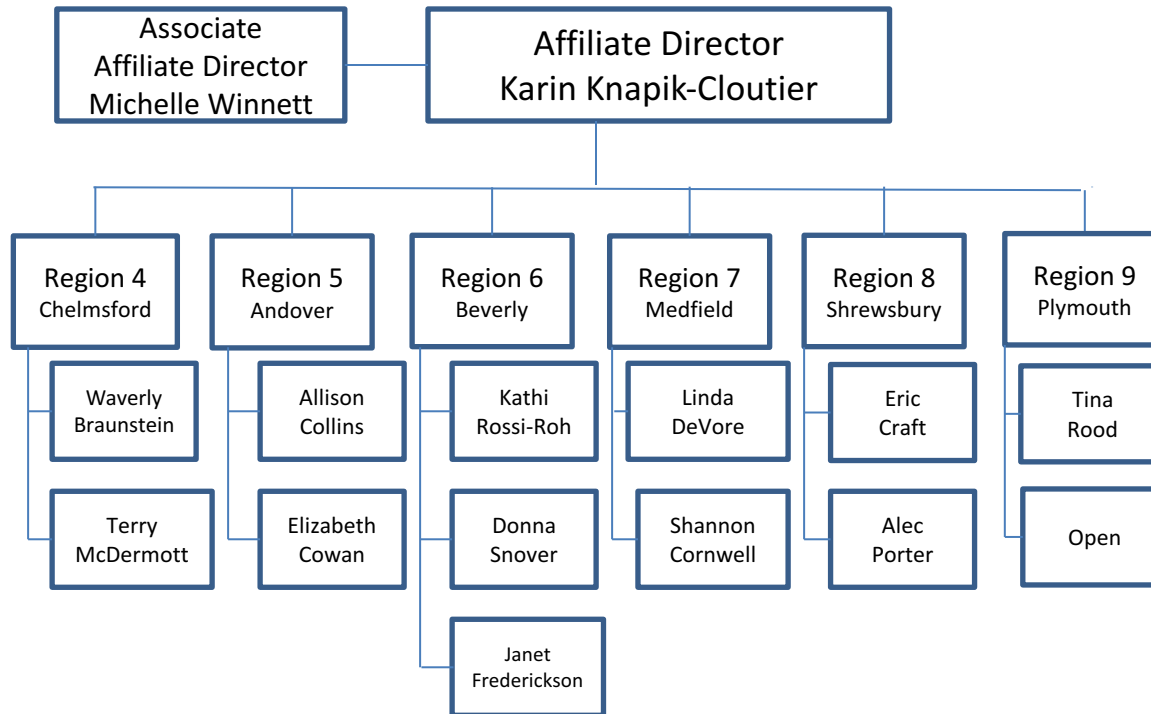 Associate
Affiliate Director
Michelle Winnett
Affiliate Director
Karin Knapik-Cloutier
Region 4
Chelmsford
Region 5
Andover
Region 6
Beverly
Region 7
Medfield
Region 8
Shrewsbury
Region 9
Plymouth
Waverly
Braunstein
Allison
Collins
Kathi
Rossi-Roh
Linda
DeVore
Eric
Craft
Tina
Rood
Terry
McDermott
Elizabeth
Cowan
Donna
Snover
Shannon
Cornwell
Alec
Porter
Open
Janet
Frederickson